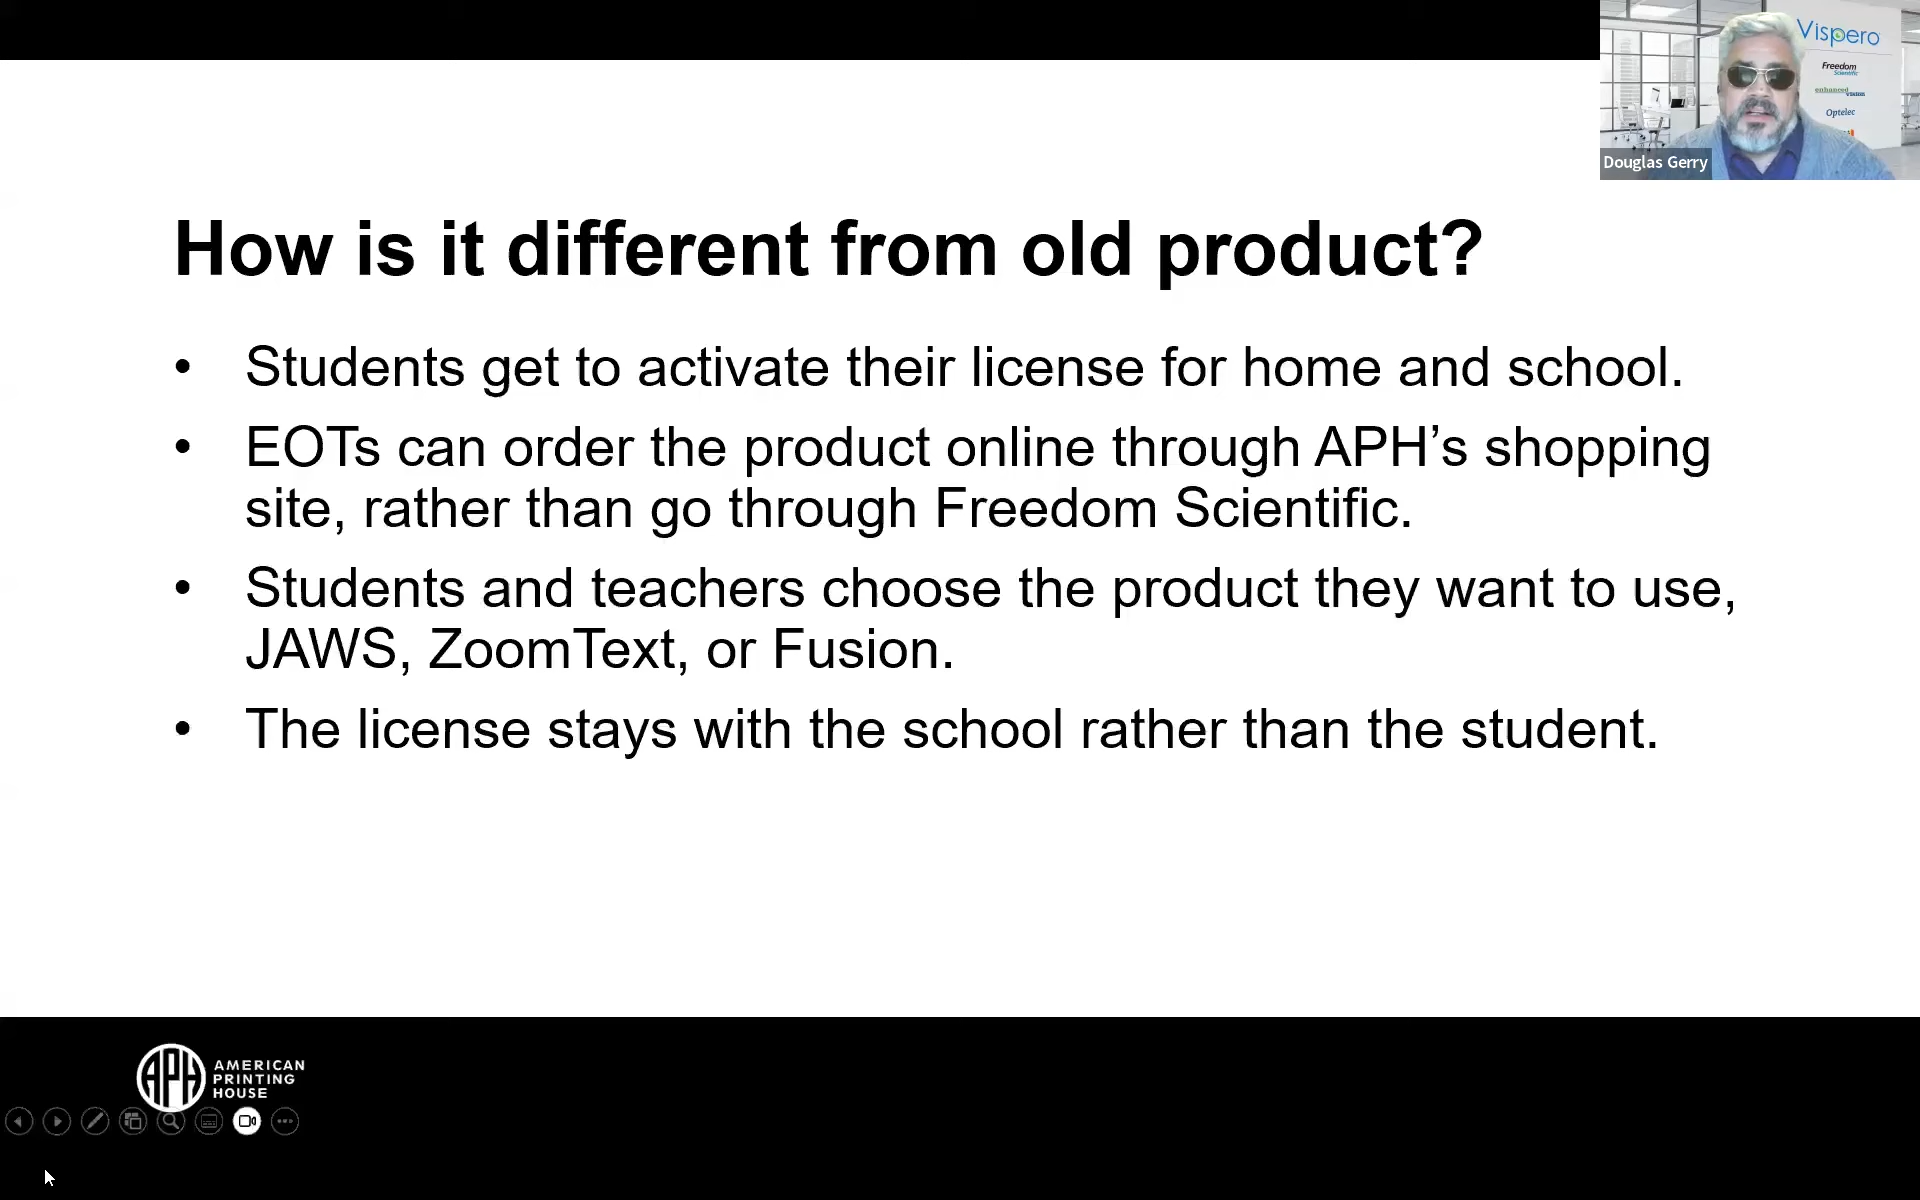 Vispero
Freedom
Scientific
enhanced
vision
Optelec
Douglas Gerry
How is it different from old product?
• Students get to activate their license for home and school.
• EOTs can order the product online through APH’s shopping
site, rather than go through Freedom Scientific.
• Students and teachers choose the product they want to use,
JAWS, ZoomText, or Fusion.
• The license stays with the school rather than the student.
APH
AMERICAN
PRINTING
HOUSE